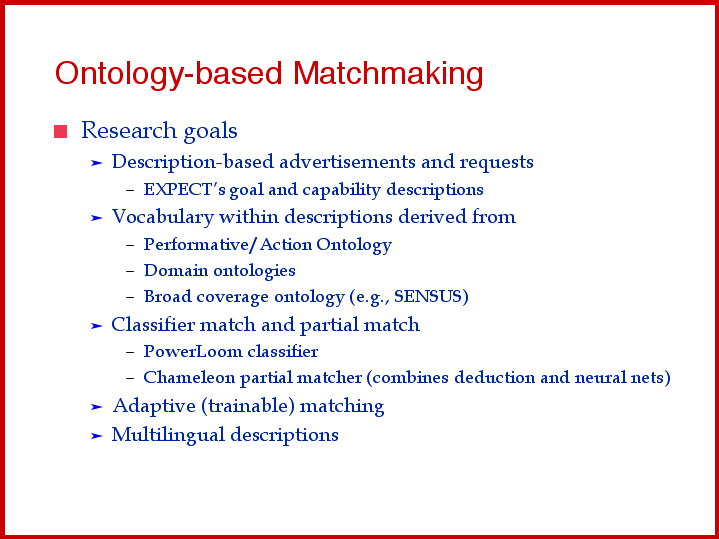 Ontology-based Matchmaking
Research goals
Description-based advertisements and requests
– EXPECT's goal and capability descriptions
Vocabulary within descriptions derived from
– Performative/Action Ontology
– Domain ontologies
– Broad coverage ontology (e.g., SENSUS)
Classifier match and partial match
– PowerLoom classifier
– Chameleon partial matcher (combines deduction and neural nets)
Adaptive (trainable) matching
Multilingual descriptions